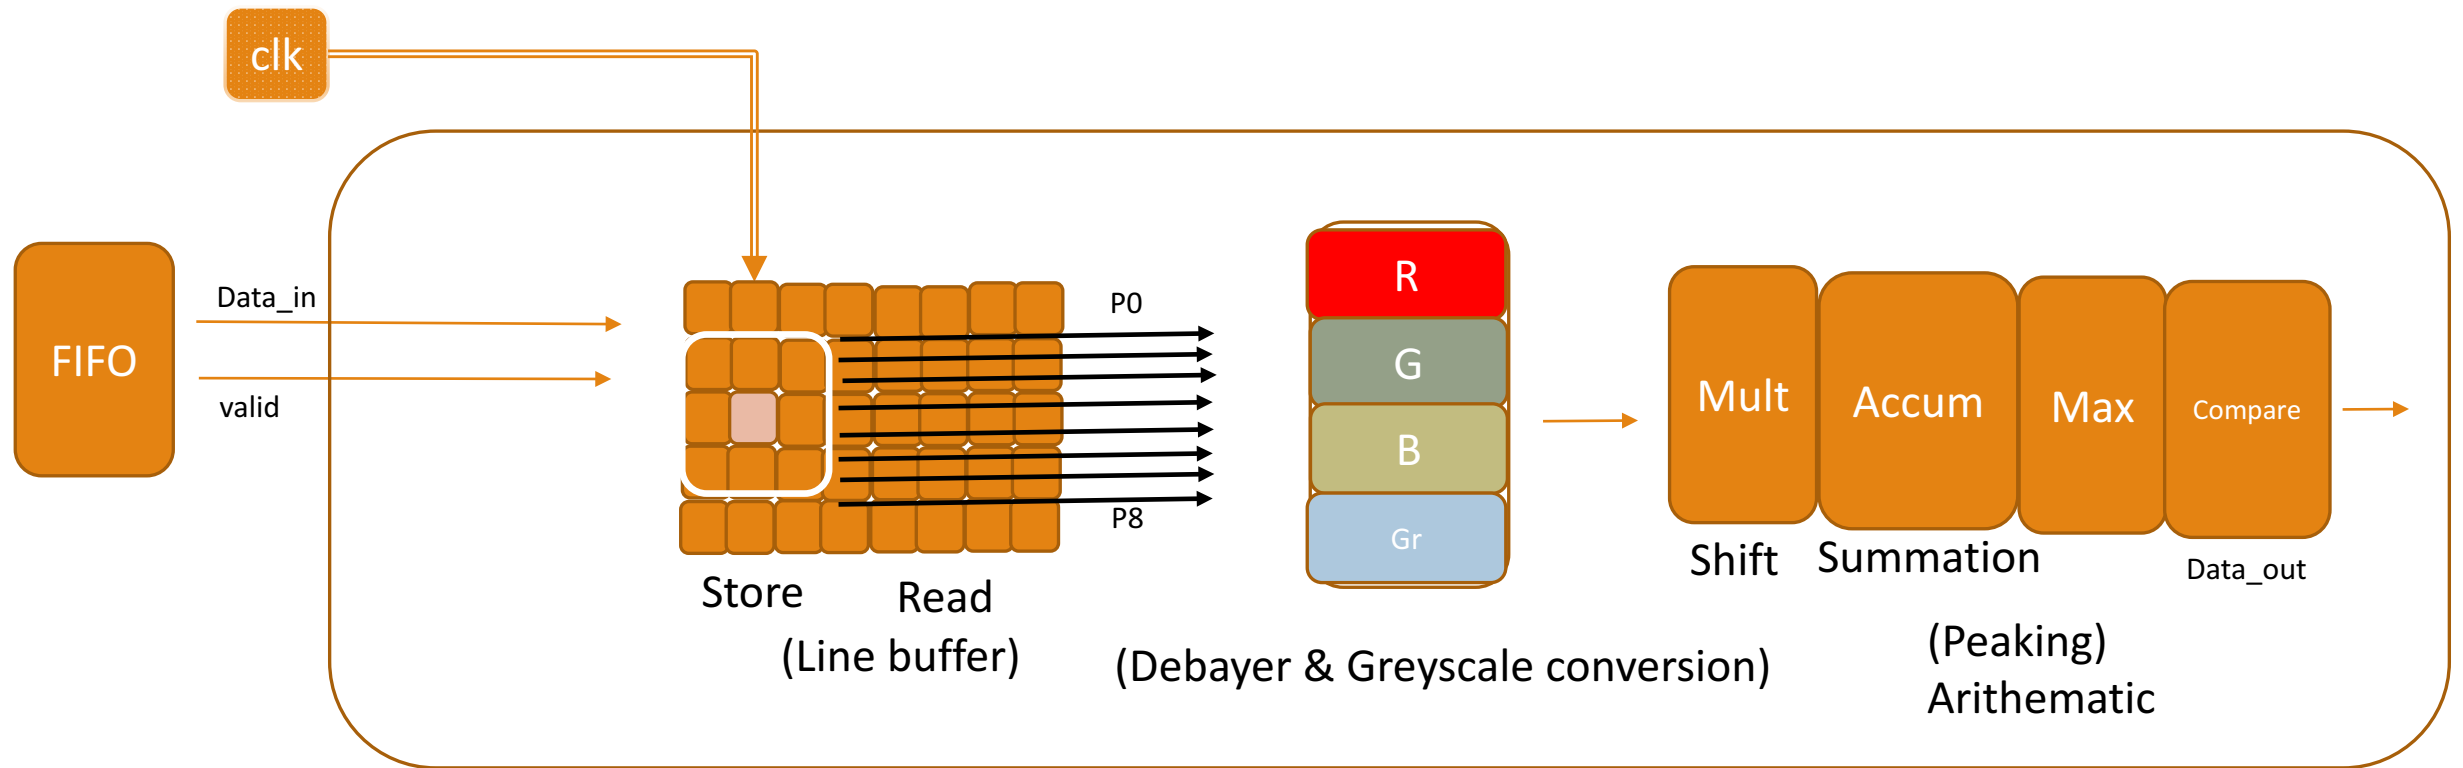 clk
FIFO
Data_in
valid
P0
P8
Store
Read
(Line buffer)
R
G
B
Gr
(Debayer & Greyscale conversion)
Mult
Accum
Max
Compare
Shift
Summation
Data_out
(Peaking)
Arithematic